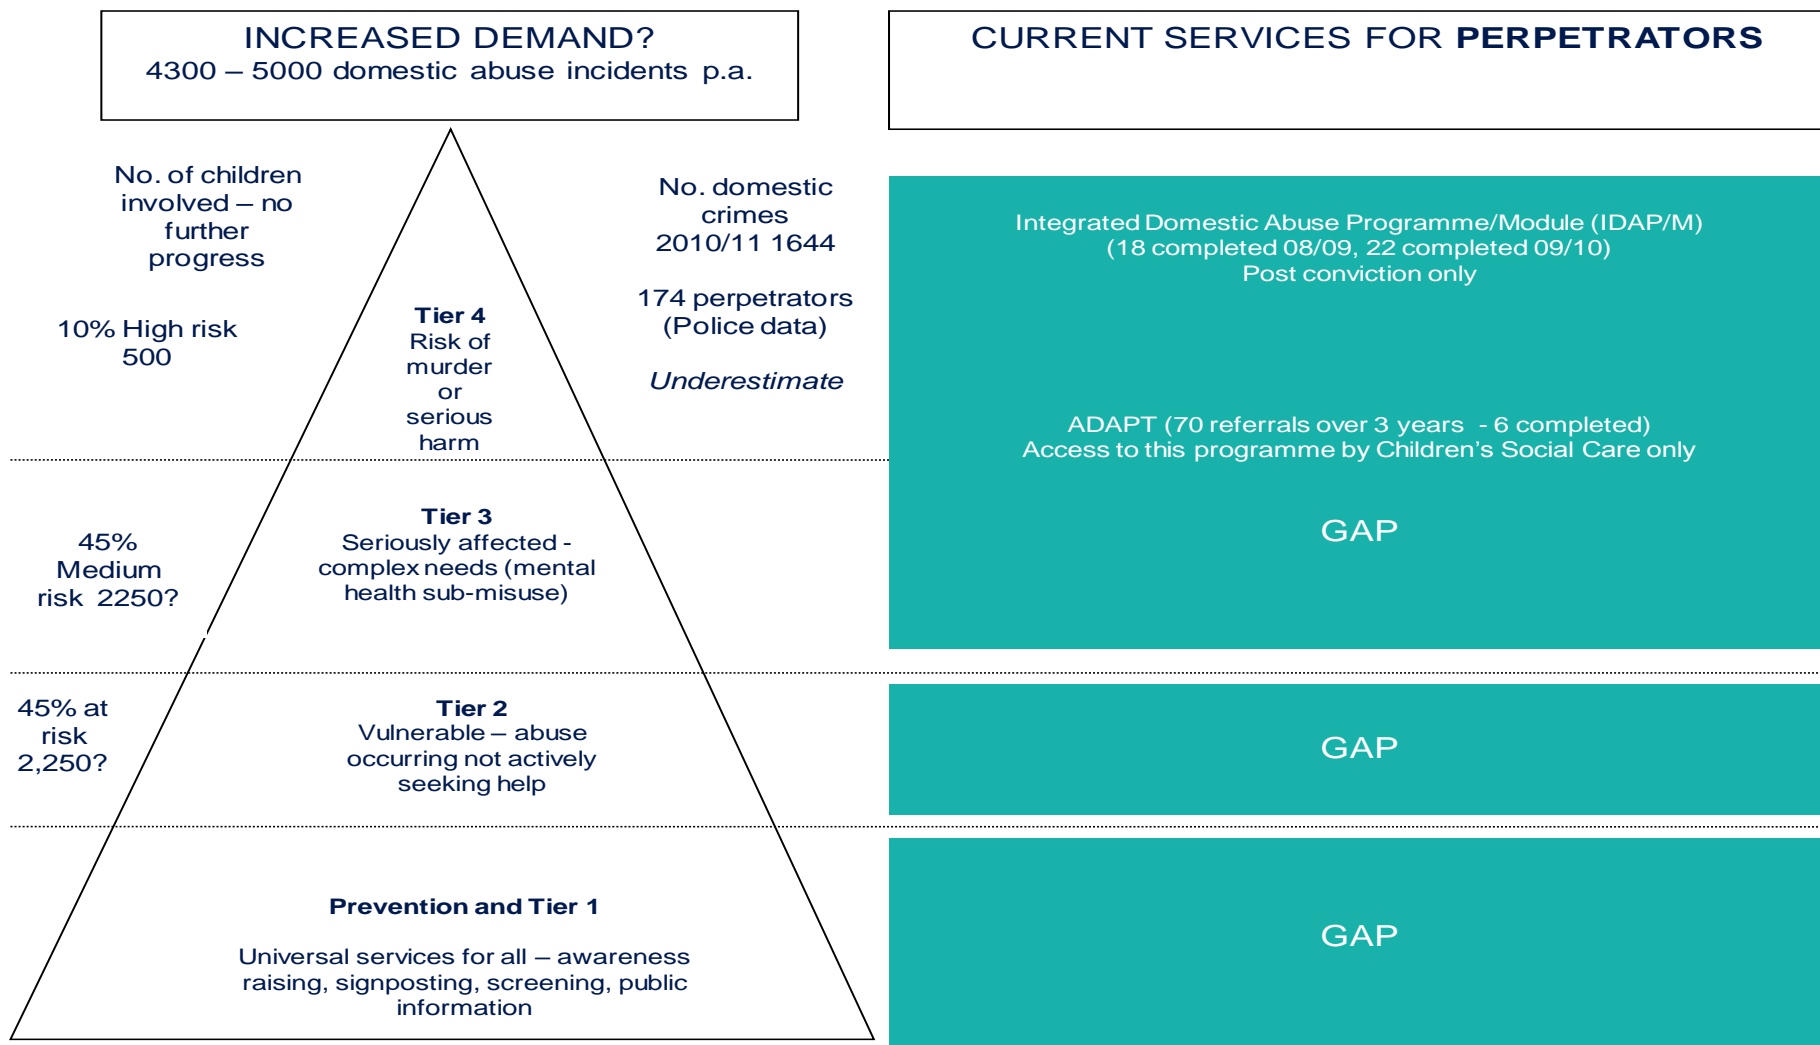 INCREASED DEMAND?
4300 – 5000 domestic abuse incidents p.a.
CURRENT SERVICES FOR PERPETRATORS
No. of children
involved – no
further
progress
10% High risk
500
Tier 4
Risk of
murder
or
serious
harm
No. domestic
crimes
2010/11 1644
174 perpetrators
(Police data)
Underestimate
Integrated Domestic Abuse Programme/Module (IDAP/M)
(18 completed 08/09, 22 completed 09/10)
Post conviction only
ADAPT (70 referrals over 3 years - 6 completed)
Access to this programme by Children’s Social Care only
GAP
45%
Medium
risk 2250?
Tier 3
Seriously affected -
complex needs (mental
health sub-misuse)
45% at
risk
2,250?
Tier 2
Vulnerable – abuse
occurring not actively
seeking help
GAP
Prevention and Tier 1
Universal services for all – awareness
raising, signposting, screening, public
information
GAP